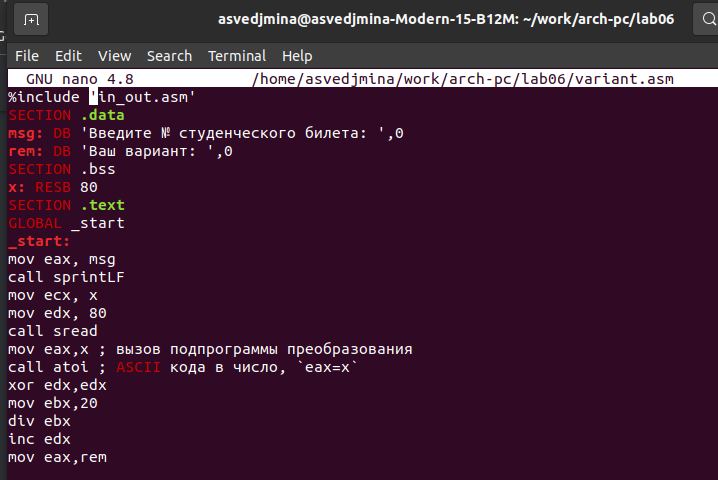 asvedjmina@asvedjmina-Modern-15-B12M: ~/work/arch-pc/lab06
File Edit View Search Terminal Help
GNU nano 4.8 /home/asvedjmina/work/arch-pc/lab06/variant.asm
%include 'in_out.asm'
SECTION .data
msg: DB 'Введите № студенческого билета: ',0
rem: DB 'Ваш вариант: ',0
SECTION .bss
x: RESB 80
SECTION .text
GLOBAL _start
_start:
mov eax, msg
call sprintLF
mov ecx, x
mov edx, 80
call sread
mov eax,x ; вызов подпрограммы преобразования
call atoi ; ASCII кода в число, `eax=x`
xor edx,edx
mov ebx,20
div ebx
inc edx
mov eax,rem